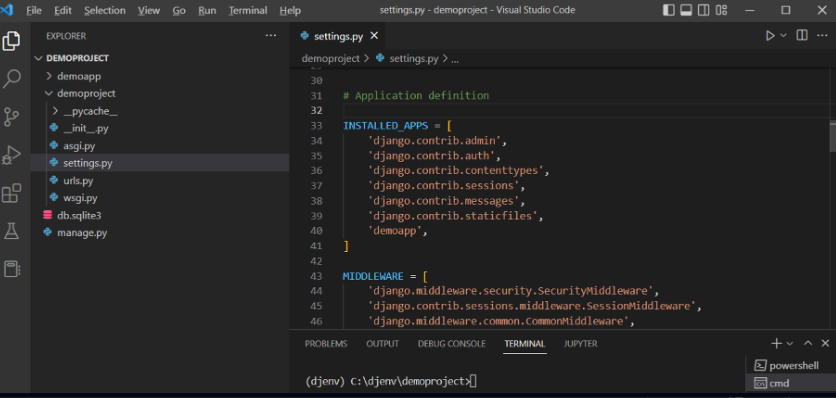 File Edit Selection View Go Run Terminal Help settings.py - demoproject - Visual Studio Code
EXPLORER
DEMOPROJECT
demoapp
demoproject
__pycache__
__init__.py
asgi.py
settings.py
urls.py
wsgi.py
db.sqlite3
manage.py
settings.py
demoproject > settings.py > ...
30
31 # Application definition
32
33 INSTALLED_APPS = [
34 'django.contrib.admin',
35 'django.contrib.auth',
36 'django.contrib.contenttypes',
37 'django.contrib.sessions',
38 'django.contrib.messages',
39 'django.contrib.staticfiles',
40 'demoapp',
41 ]
42
43 MIDDLEWARE = [
44 'django.middleware.security.SecurityMiddleware',
45 'django.contrib.sessions.middleware.SessionMiddleware',
46 'django.middleware.common.CommonMiddleware',
PROBLEMS OUTPUT DEBUG CONSOLE TERMINAL JUPYTER
(djenv) C:\djenv\demoproject>
powershell
cmd